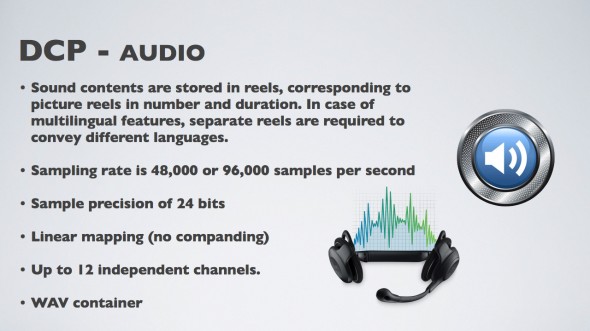 DCP - AUDIO
• Sound contents are stored in reels, corresponding to
picture reels in number and duration. In case of
multilingual features, separate reels are required to
convey different languages.
• Sampling rate is 48,000 or 96,000 samples per second
• Sample precision of 24 bits
• Linear mapping (no companding)
• Up to 12 independent channels.
• WAV container